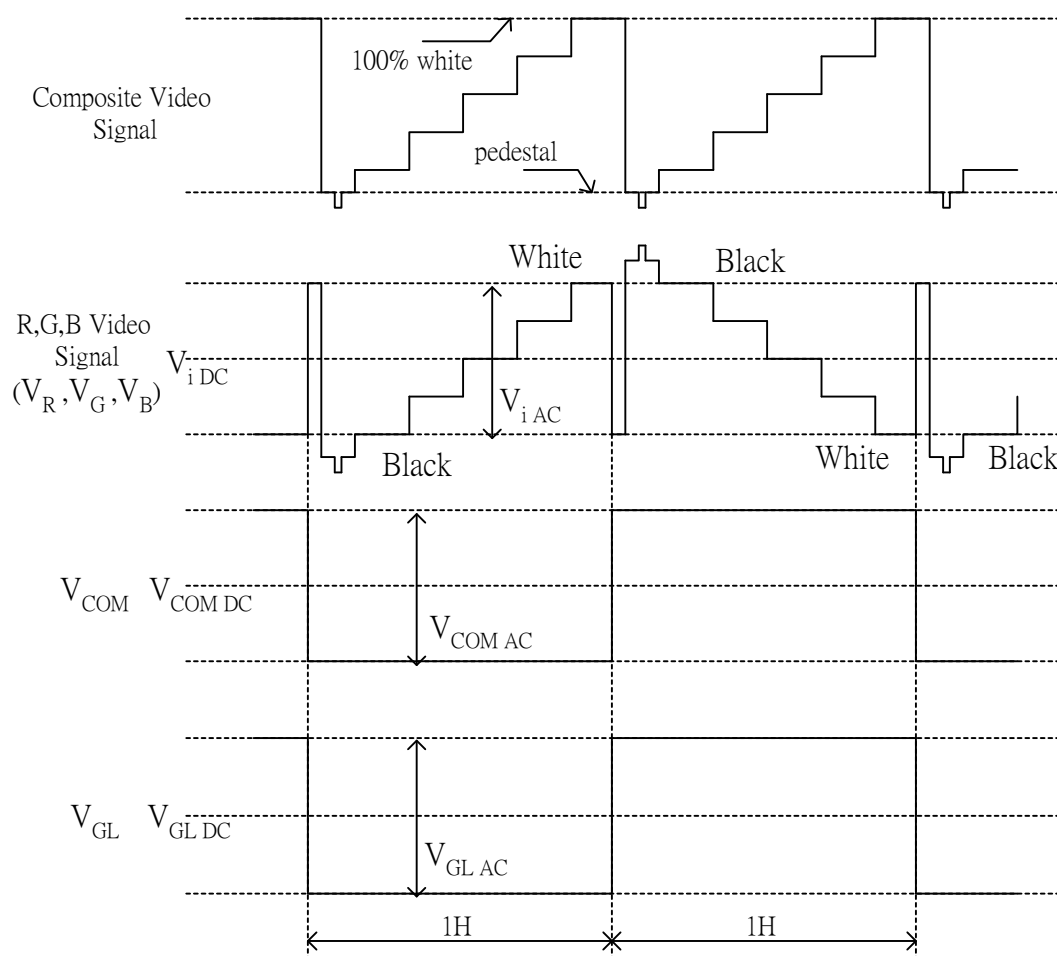 100% white
Composite Video
Signal
pedestal
White
Black
R,G,B Video
Signal
(V_R ,V_G ,V_B)
V_i DC
V_i AC
Black
White
Black
V_COM
V_COM DC
V_COM AC
V_GL
V_GL DC
V_GL AC
1H
1H